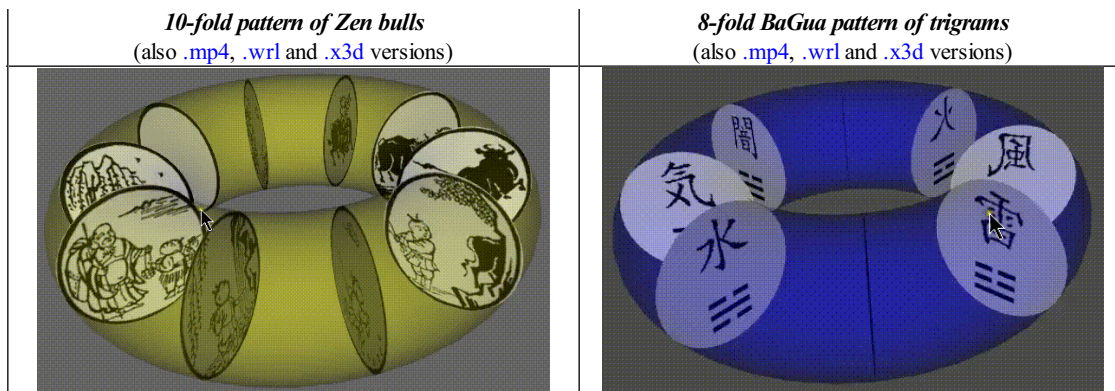 10-fold pattern of Zen bulls
(also .mp4, .wrl and .x3d versions)
8-fold BaGua pattern of trigrams
(also .mp4, .wrl and .x3d versions)
闇
火
気
風
水
雷